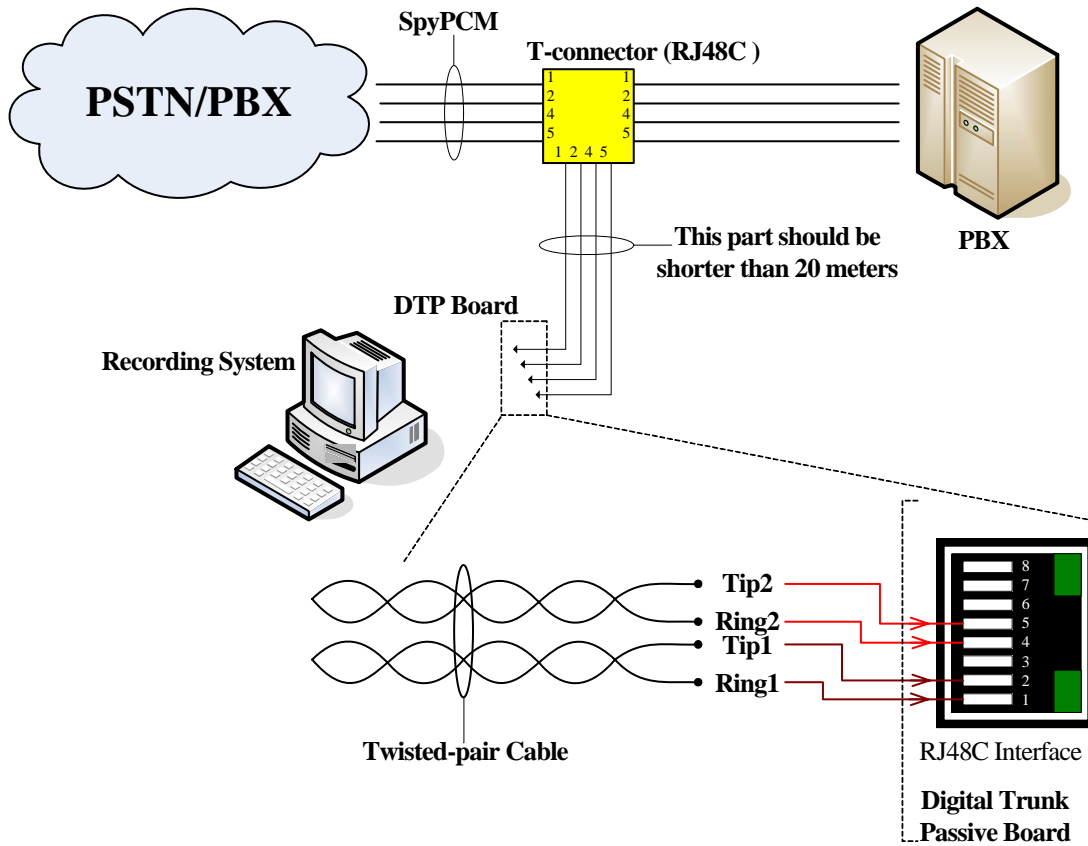 SpyPCM
T-connector (RJ48C )
PSTN/PBX
1 1
2 2
4 4
5 5
1 2 4 5
PBX
This part should be
shorter than 20 meters
DTP Board
Recording System
Tip2
Ring2
Tip1
Ring1
8
7
6
5
4
3
2
1
Twisted-pair Cable
RJ48C Interface
Digital Trunk
Passive Board